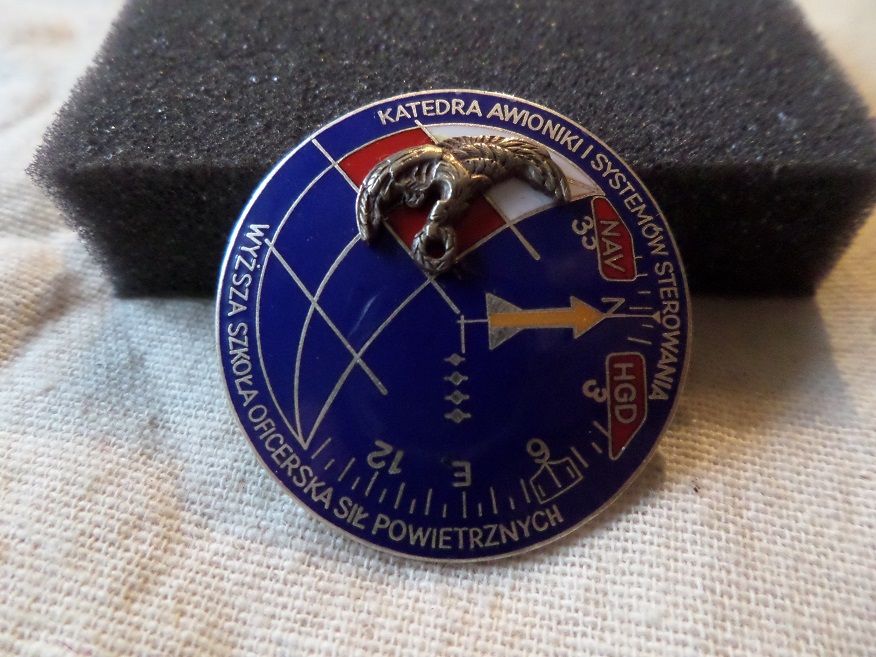 KATEDRA AWIONIKI I SYSTEMÓW STEROWANIA
WYŻSZA SZKOŁA OFICERSKA SIŁ POWIETRZNYCH
33
NAV
N
HGD
3
6
E
12